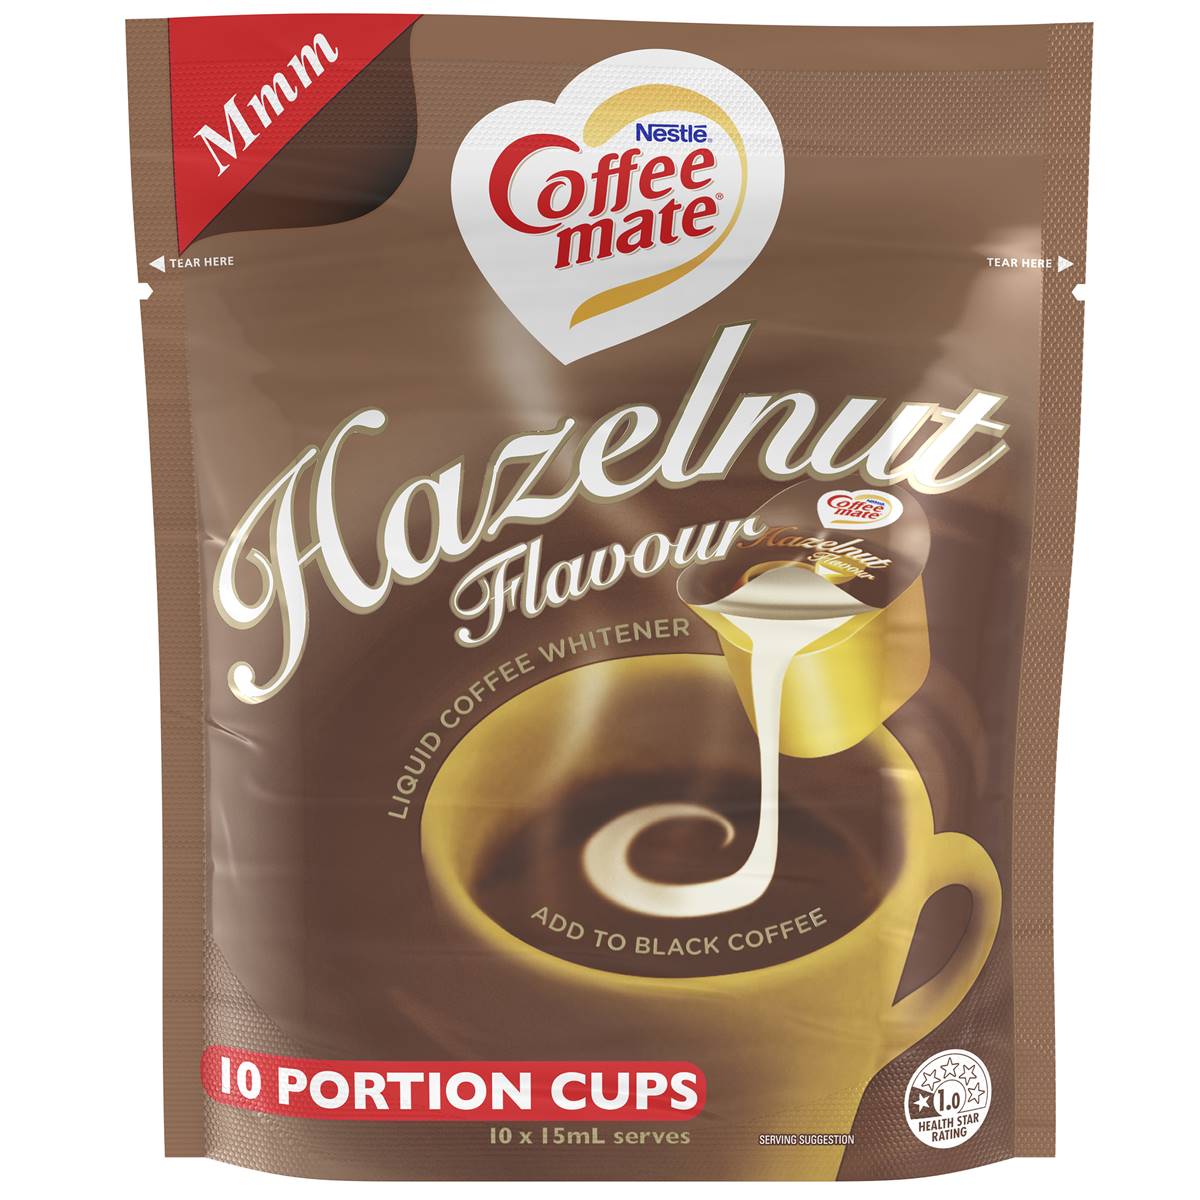 Mmm
Nestlé
Coffee
mate®
TEAR HERE
TEAR HERE
Hazelnut
Flavour
Coffee
mate
Hazelnut
Flavour
LIQUID COFFEE WHITENER
ADD TO BLACK COFFEE
10 PORTION CUPS
10 x 15mL serves
SERVING SUGGESTION
1.0
HEALTH STAR
RATING